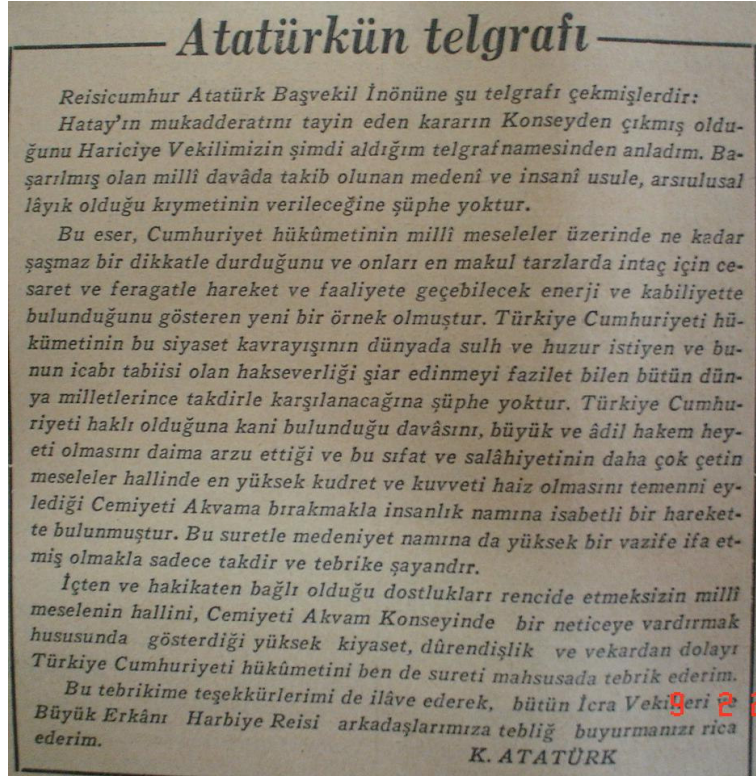 Atatürkün telgrafı
Reisicumhur Atatürk Başvekil İnönüne şu telgrafı çekmişlerdir:
Hatay'ın mukadderatını tayin eden kararın Konseyden çıkmış oldu-
ğunu Hariciye Vekilimizin şimdi aldığım telgrafnamesinden anladım. Ba-
şarılmış olan millî davâda takib olunan medenî ve insanî usule, arsıulusal
lâyık olduğu kıymetinin verileceğine şüphe yoktur.
Bu eser, Cumhuriyet hükûmetinin millî meseleler üzerinde ne kadar
şaşmaz bir dikkatle durduğunu ve onları en makul tarzlarda intaç için ce-
saret ve feragatle hareket ve faaliyete geçebilecek enerji ve kabiliyette
bulunduğunu gösteren yeni bir örnek olmuştur. Türkiye Cumhuriyeti hü-
kümetinin bu siyaset kavrayışının dünyada sulh ve huzur istiyen ve bu-
nun icabı tabiisi olan hakseverliği şiar edinmeyi fazilet bilen bütün dün-
ya milletlerince takdirle karşılanacağına şüphe yoktur. Türkiye Cumhu-
riyeti haklı olduğuna kani bulunduğu davâsını, büyük ve âdil hakem hey-
eti olmasını daima arzu ettiği ve bu sıfat ve salâhiyetinin daha çok çetin
meseleler hallinde en yüksek kudret ve kuvveti haiz olmasını temenni ey-
lediği Cemiyeti Akvama bırakmakla insanlık namına isabetli bir hareket-
te bulunmuştur. Bu suretle medeniyet namına da yüksek bir vazife ifa et-
miş olmakla sadece takdir ve tebrike şayandır.
İçten ve hakikaten bağlı olduğu dostlukları rencide etmeksizin millî
meselenin hallini, Cemiyeti Akvam Konseyinde bir neticeye vardırmak
hususunda gösterdiği yüksek kiyaset, dûrendişlik ve vekardan dolayı
Türkiye Cumhuriyeti hükûmetini ben de sureti mahsusada tebrik ederim.
Bu tebrikime teşekkürlerimi de ilâve ederek, bütün İcra Vekilleri ve
Büyük Erkânı Harbiye Reisi arkadaşlarımıza tebliğ buyurmanızı rica
ederim.
K. ATATÜRK
9 2